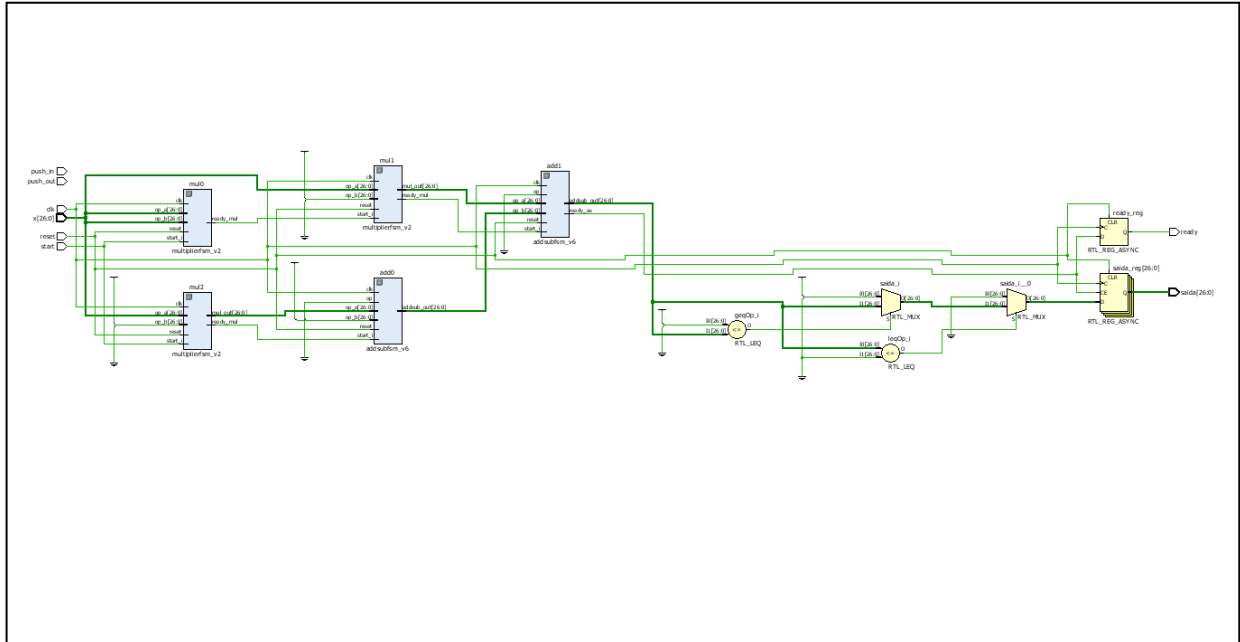 push_in
push_out
clk
x[26:0]
reset
start
mul0
clk
op_a[26:0]
op_b[26:0]
reset
start_i
ready_mul
multiplierfsm_v2
mul2
clk
op_a[26:0]
op_b[26:0]
reset
start_i
mul_out[26:0]
ready_mul
multiplierfsm_v2
mul1
clk
op_a[26:0]
op_b[26:0]
reset
start_i
mul_out[26:0]
ready_mul
multiplierfsm_v2
add0
clk
op
op_a[26:0]
op_b[26:0]
reset
start_i
addsub_out[26:0]
addsubfsm_v6
add1
clk
op
op_a[26:0]
op_b[26:0]
reset
start_i
addsub_out[26:0]
ready_as
addsubfsm_v6
geqOp_i
I0[26:0]
I1[26:0]
<=
O
RTL_LEQ
saida_i
I0[26:0]
I1[26:0]
O[26:0]
S
RTL_MUX
leqOp_i
I0[26:0]
I1[26:0]
<=
O
RTL_LEQ
saida_i__0
I0[26:0]
I1[26:0]
O[26:0]
S
RTL_MUX
ready_reg
CLR
C
D
Q
RTL_REG_ASYNC
saida_reg[26:0]
CLR
C
CE
D
Q
RTL_REG_ASYNC
ready
saida[26:0]